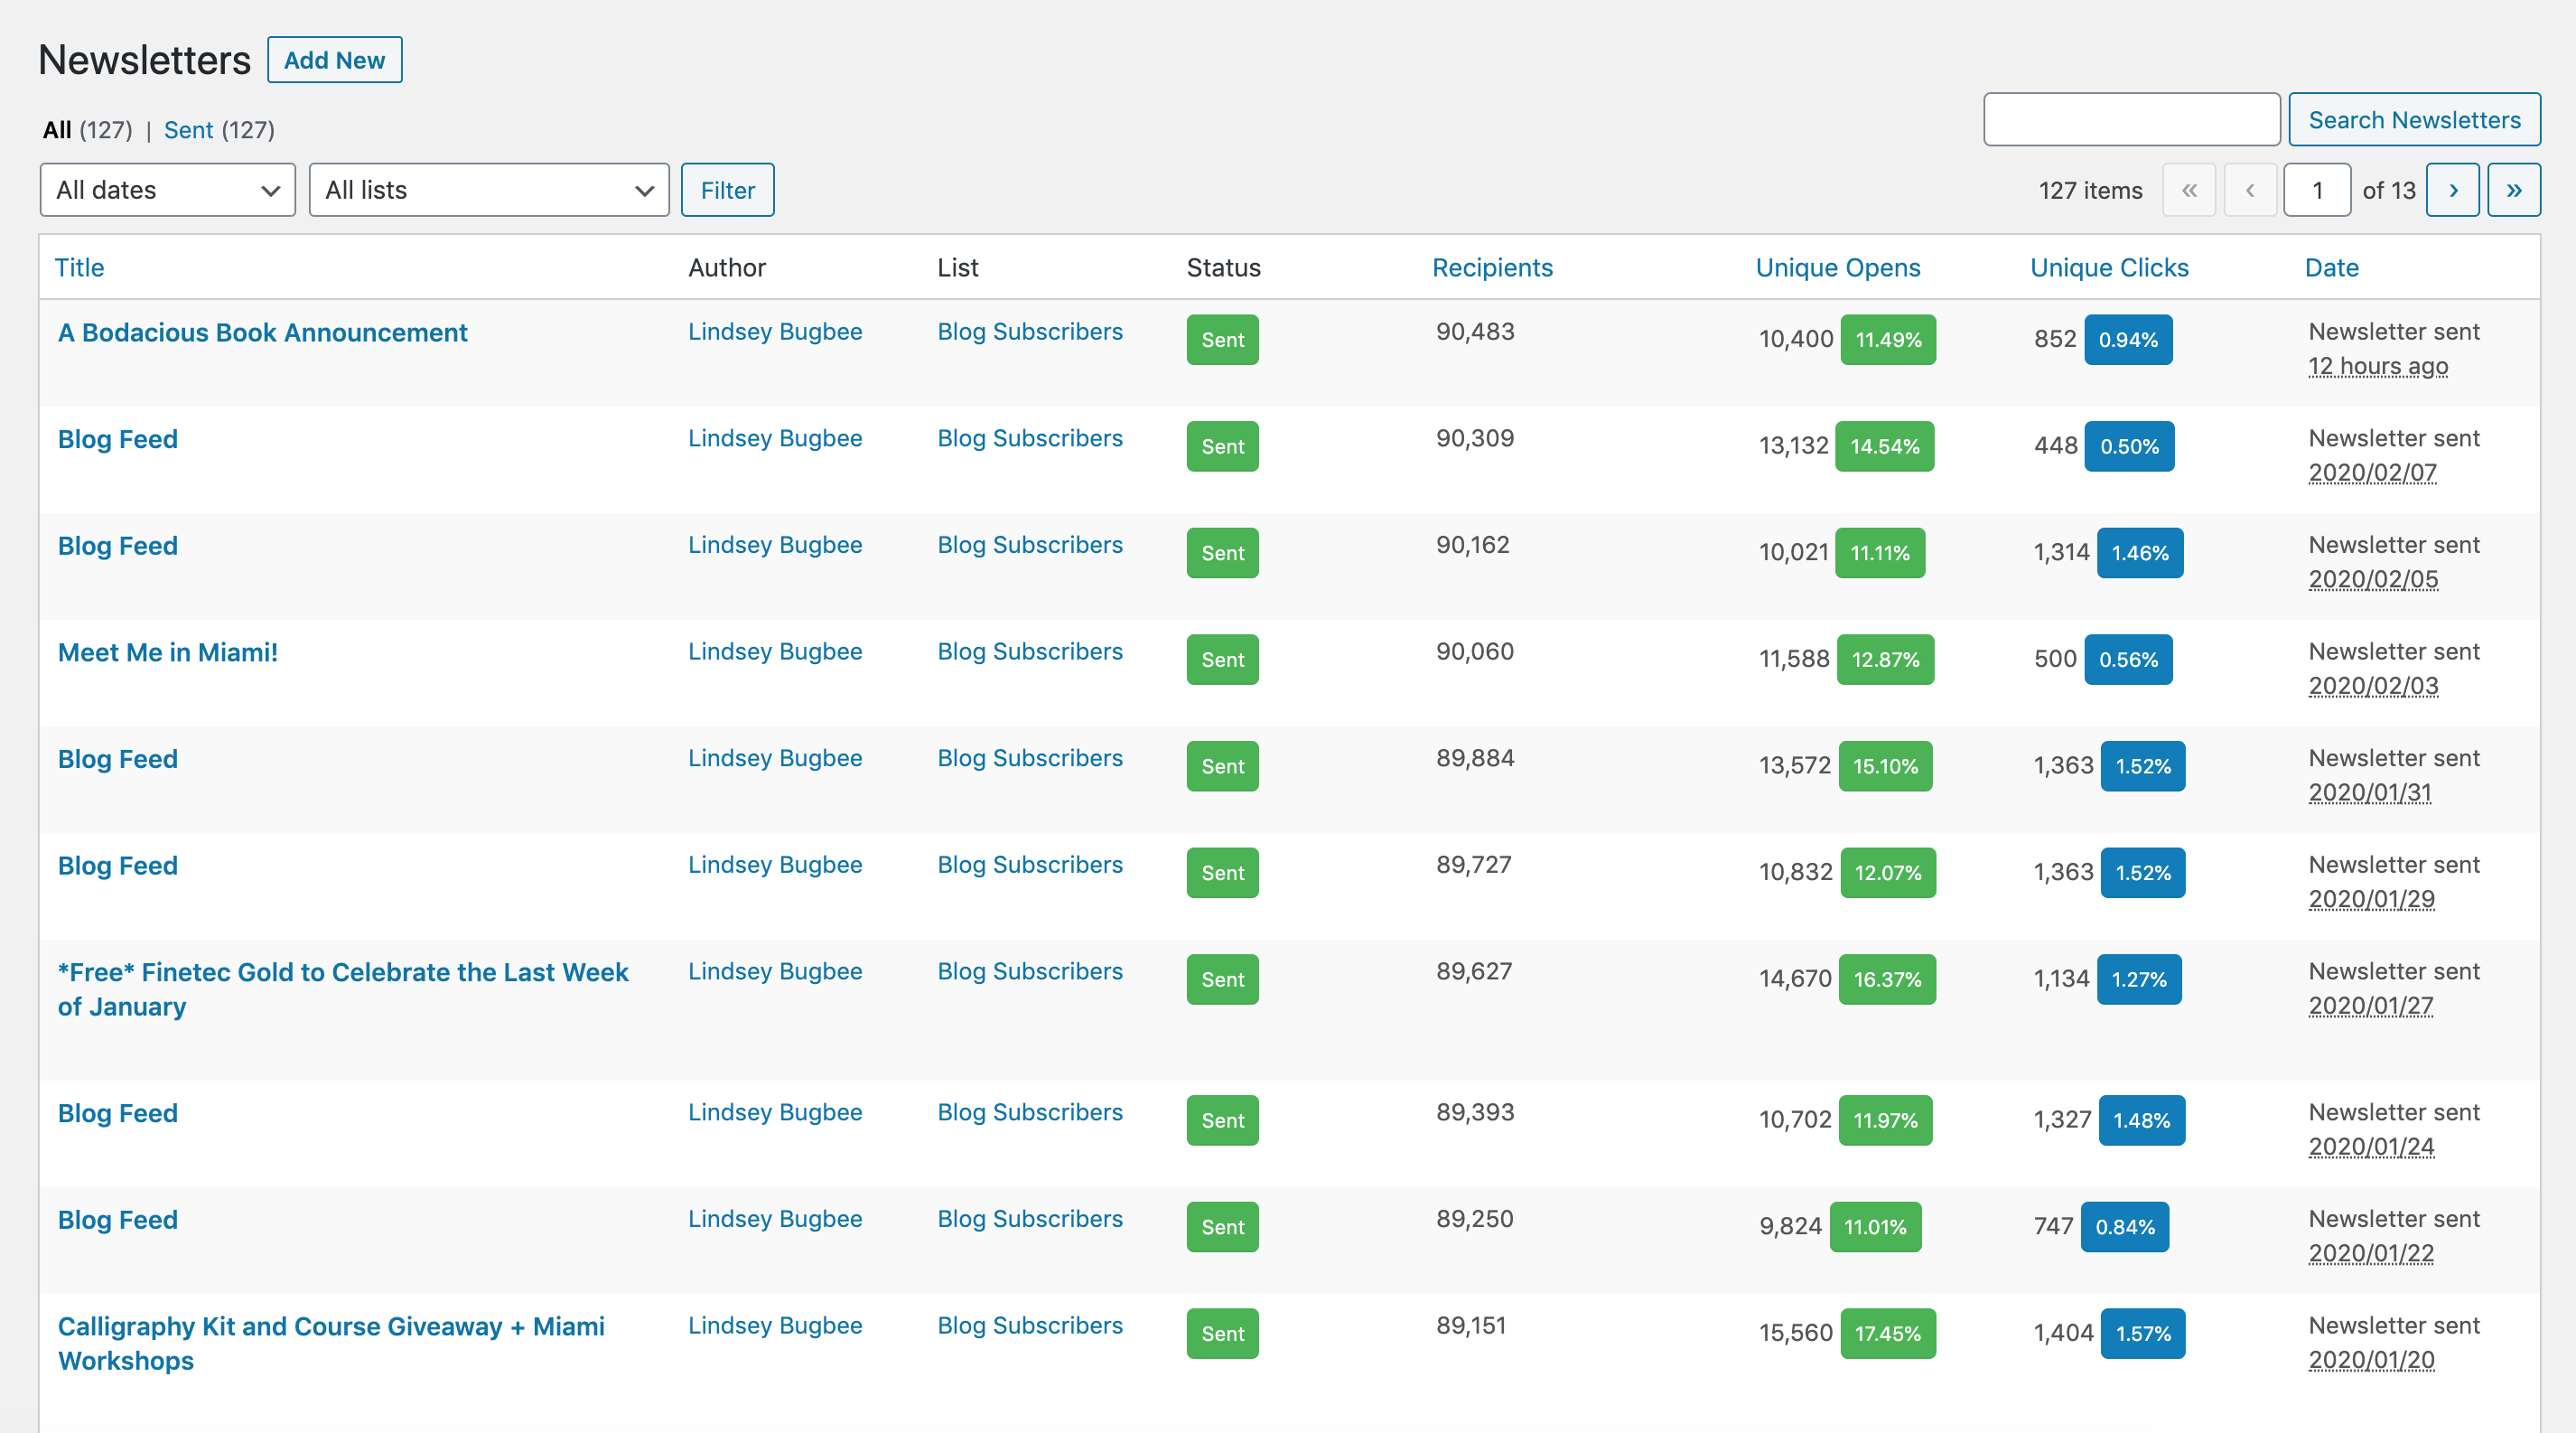 Newsletters Add New
Search Newsletters
All (127) | Sent (127)
All dates All lists Filter 127 items « ‹ 1 of 13 › »
Title Author List Status Recipients Unique Opens Unique Clicks Date
A Bodacious Book Announcement Lindsey Bugbee Blog Subscribers Sent 90,483 10,400 11.49% 852 0.94% Newsletter sent
12 hours ago
Blog Feed Lindsey Bugbee Blog Subscribers Sent 90,309 13,132 14.54% 448 0.50% Newsletter sent
2020/02/07
Blog Feed Lindsey Bugbee Blog Subscribers Sent 90,162 10,021 11.11% 1,314 1.46% Newsletter sent
2020/02/05
Meet Me in Miami! Lindsey Bugbee Blog Subscribers Sent 90,060 11,588 12.87% 500 0.56% Newsletter sent
2020/02/03
Blog Feed Lindsey Bugbee Blog Subscribers Sent 89,884 13,572 15.10% 1,363 1.52% Newsletter sent
2020/01/31
Blog Feed Lindsey Bugbee Blog Subscribers Sent 89,727 10,832 12.07% 1,363 1.52% Newsletter sent
2020/01/29
*Free* Finetec Gold to Celebrate the Last Week Lindsey Bugbee Blog Subscribers Sent 89,627 14,670 16.37% 1,134 1.27% Newsletter sent
of January 2020/01/27
Blog Feed Lindsey Bugbee Blog Subscribers Sent 89,393 10,702 11.97% 1,327 1.48% Newsletter sent
2020/01/24
Blog Feed Lindsey Bugbee Blog Subscribers Sent 89,250 9,824 11.01% 747 0.84% Newsletter sent
2020/01/22
Calligraphy Kit and Course Giveaway + Miami Lindsey Bugbee Blog Subscribers Sent 89,151 15,560 17.45% 1,404 1.57% Newsletter sent
Workshops 2020/01/20